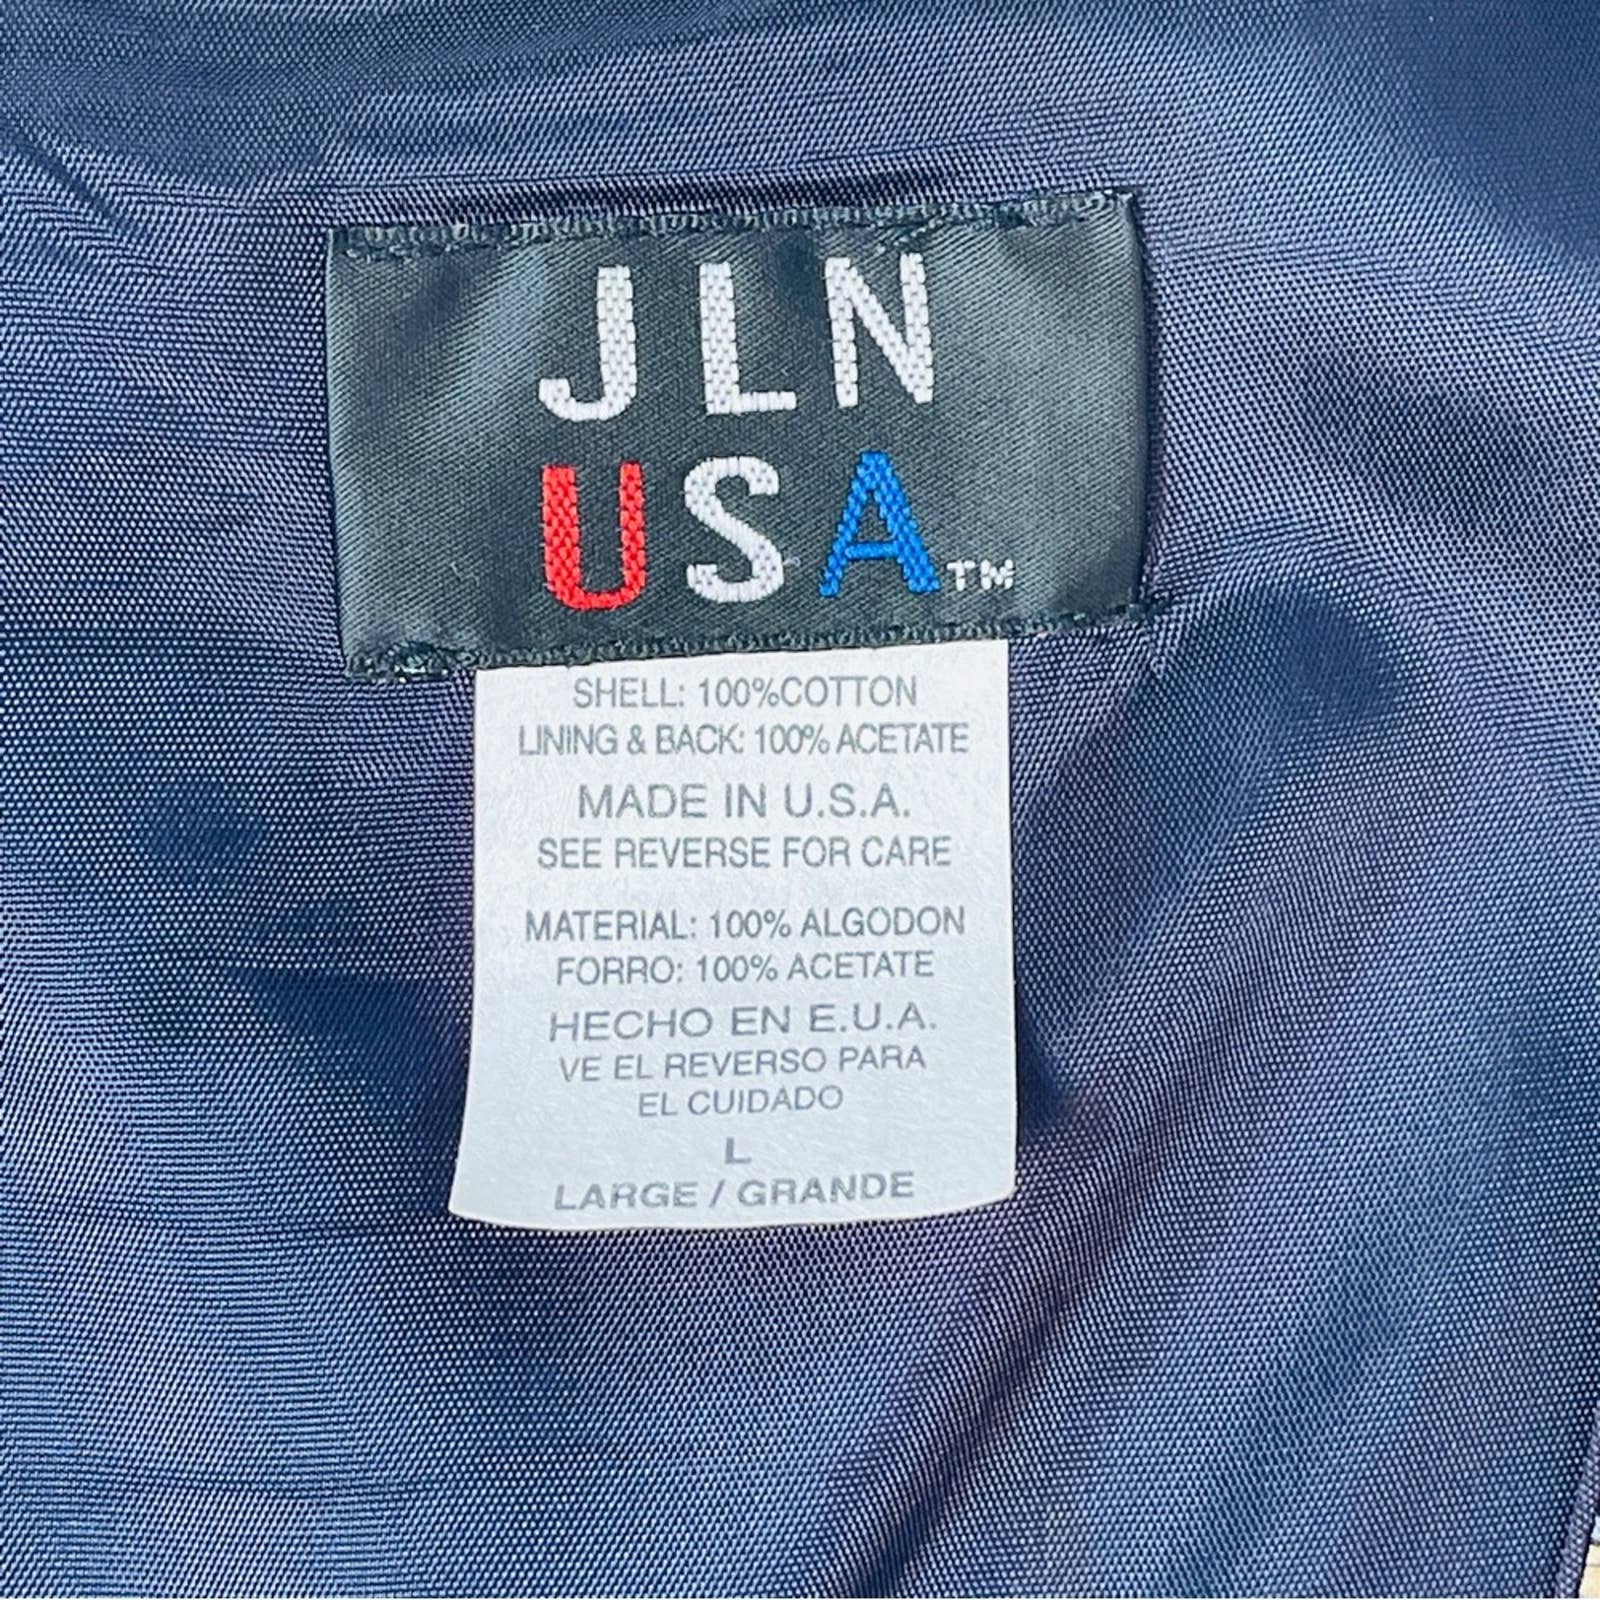 JLN
USA™
SHELL: 100%COTTON
LINING & BACK: 100% ACETATE
MADE IN U.S.A.
SEE REVERSE FOR CARE
MATERIAL: 100% ALGODON
FORRO: 100% ACETATE
HECHO EN E.U.A.
VE EL REVERSO PARA
EL CUIDADO
L
LARGE / GRANDE